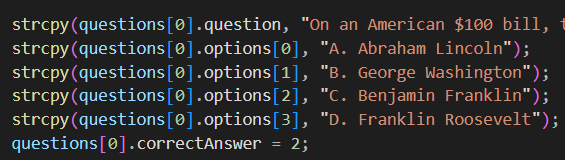 strcpy(questions[0].question, "On an American $100 bill,
strcpy(questions[0].options[0], "A. Abraham Lincoln");
strcpy(questions[0].options[1], "B. George Washington");
strcpy(questions[0].options[2], "C. Benjamin Franklin");
strcpy(questions[0].options[3], "D. Franklin Roosevelt");
questions[0].correctAnswer = 2;